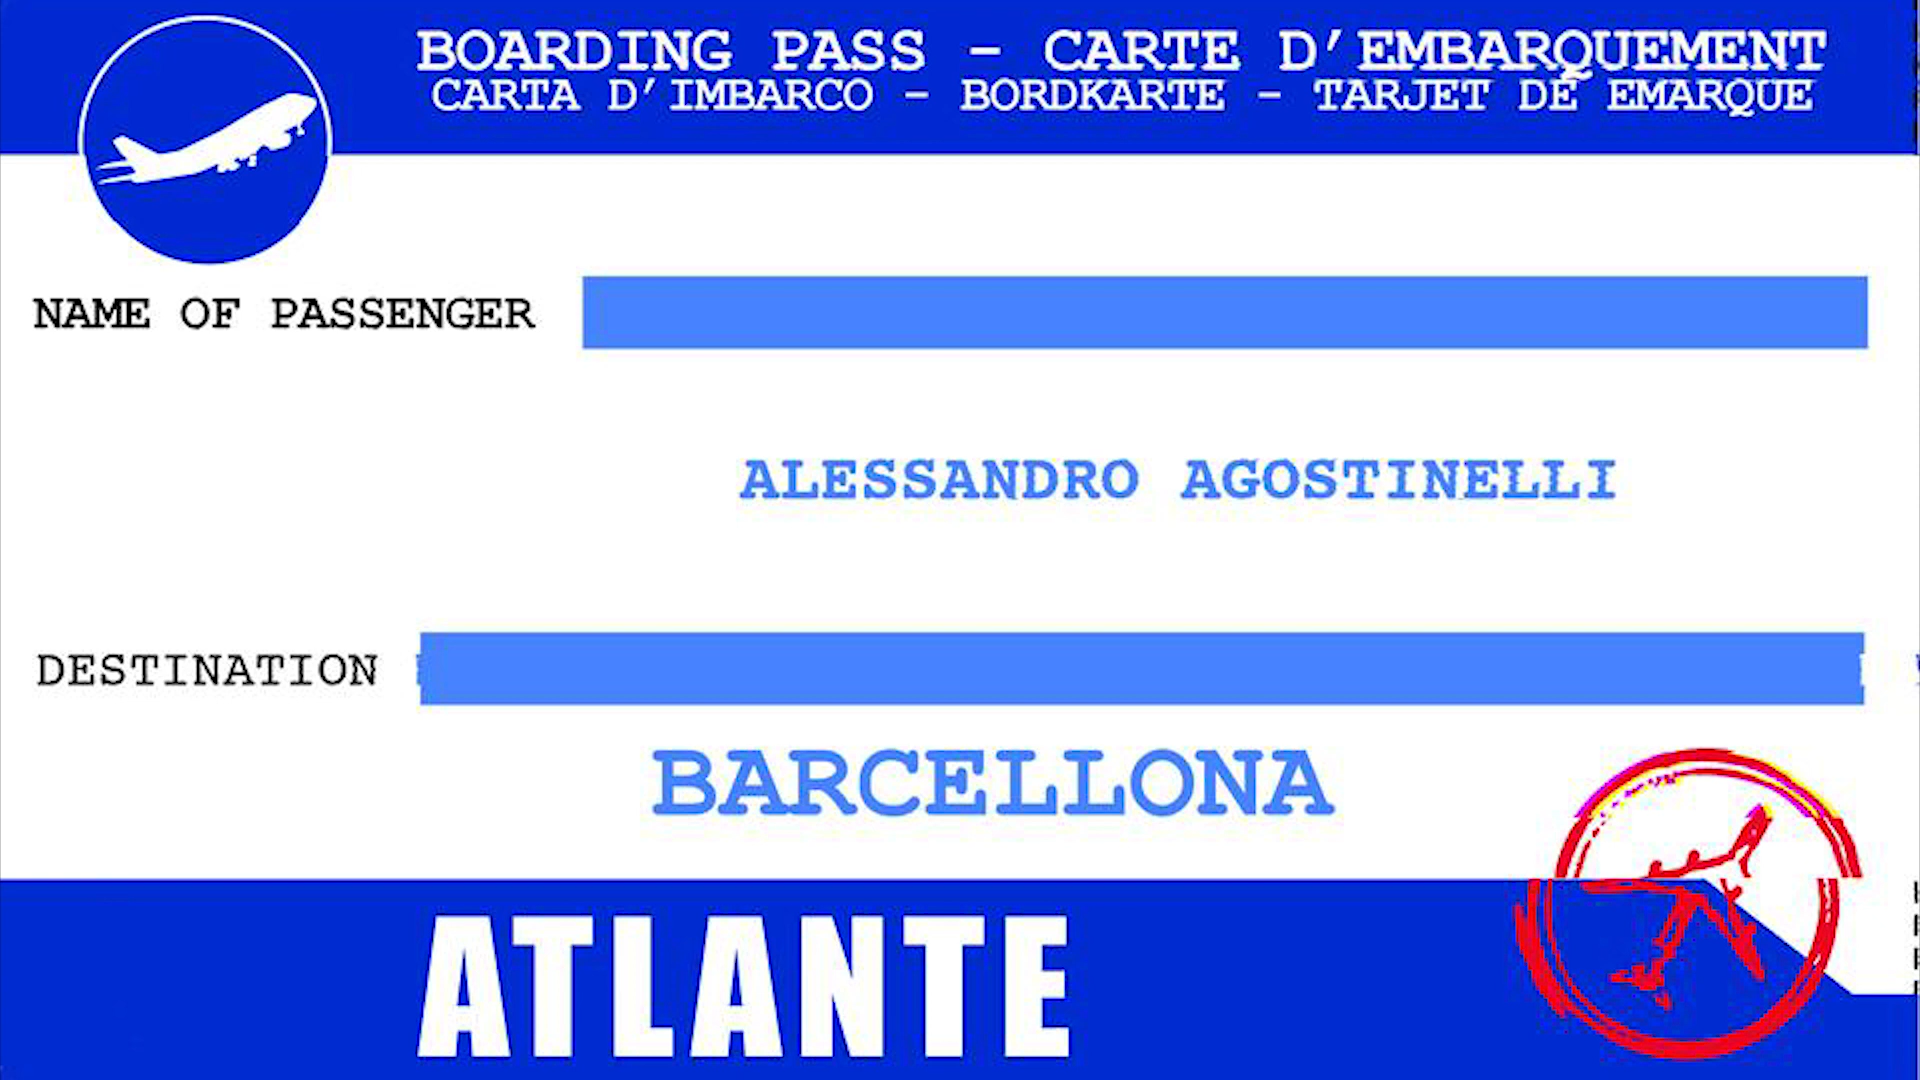 BOARDING PASS - CARTE D'EMBARQUEMENT
CARTA D'IMBARCO - BORDKARTE - TARJET DE EMARQUE
NAME OF PASSENGER
ALESSANDRO AGOSTINELLI
DESTINATION
BARCELLONA
ATLANTE